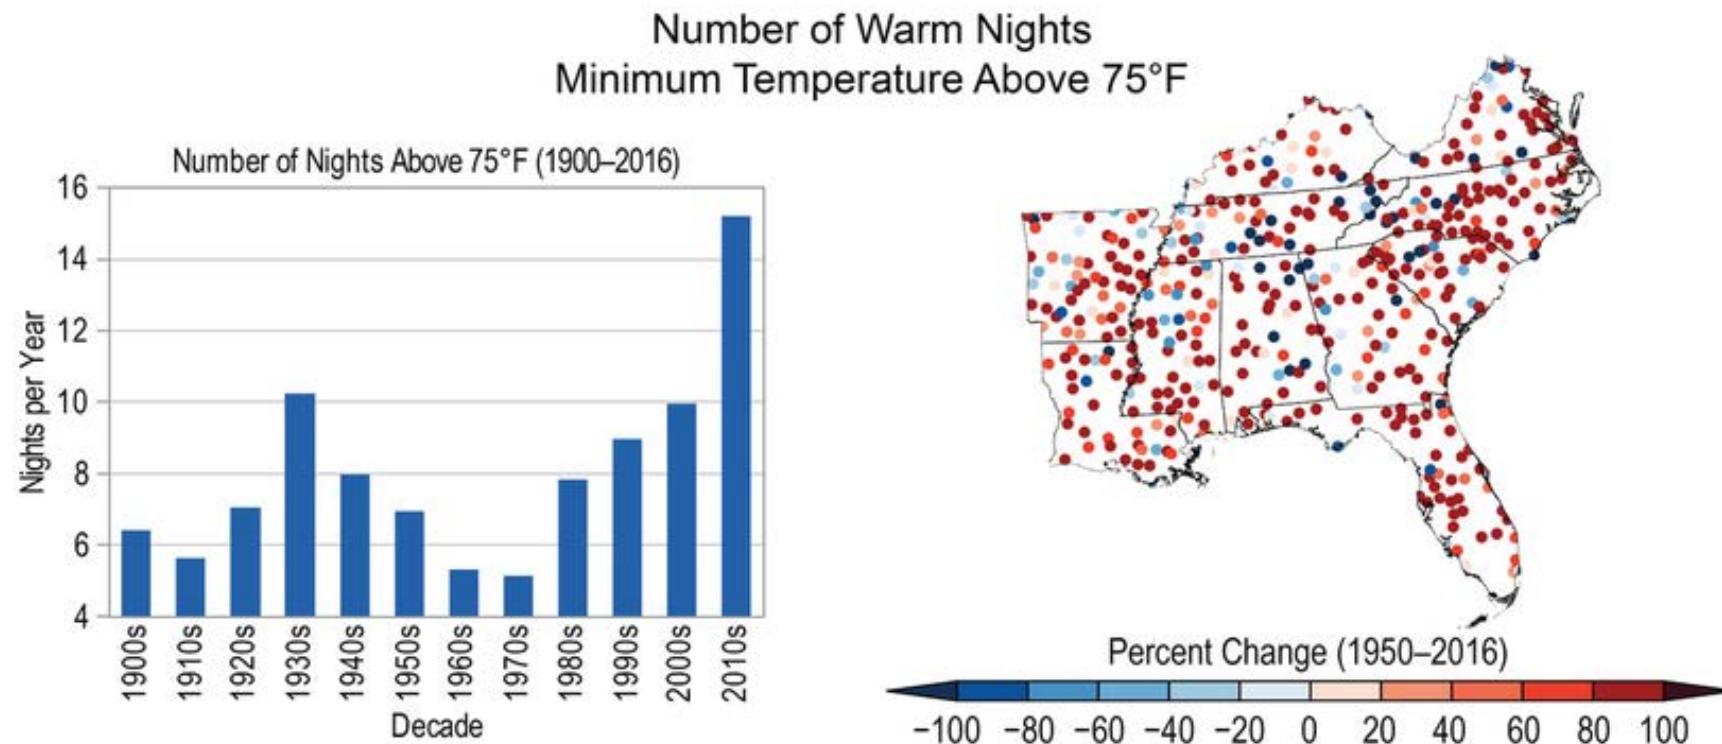 Number of Warm Nights
Minimum Temperature Above 75°F
Number of Nights Above 75°F (1900–2016)
Nights per Year
16
14
12
10
8
6
4
1900s 1910s 1920s 1930s 1940s 1950s 1960s 1970s 1980s 1990s 2000s 2010s
Decade
Percent Change (1950–2016)
−100 −80 −60 −40 −20 0 20 40 60 80 100